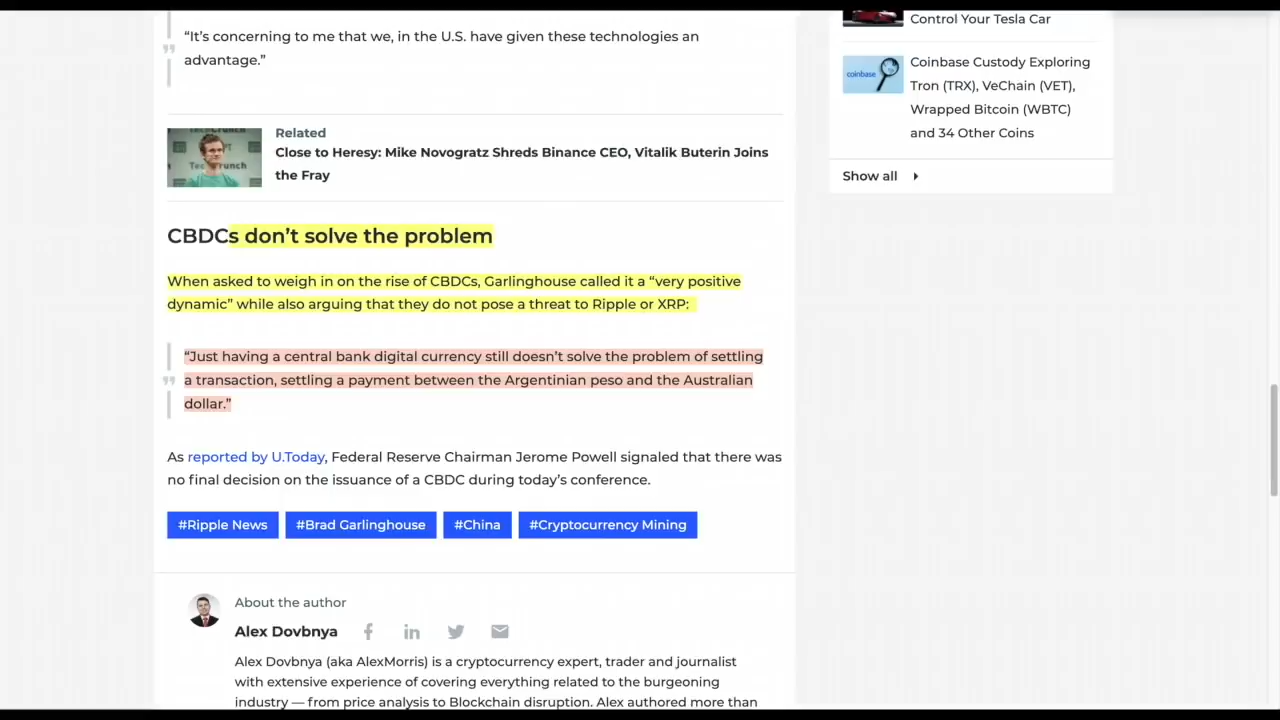 “It’s concerning to me that we, in the U.S. have given these technologies an
advantage.”
Related
Close to Heresy: Mike Novogratz Shreds Binance CEO, Vitalik Buterin Joins
the Fray
CBDCs don’t solve the problem
When asked to weigh in on the rise of CBDCs, Garlinghouse called it a “very positive
dynamic” while also arguing that they do not pose a threat to Ripple or XRP:
“Just having a central bank digital currency still doesn’t solve the problem of settling
a transaction, settling a payment between the Argentinian peso and the Australian
dollar.”
As reported by U.Today, Federal Reserve Chairman Jerome Powell signaled that there was
no final decision on the issuance of a CBDC during today’s conference.
#Ripple News
#Brad Garlinghouse
#China
#Cryptocurrency Mining
About the author
Alex Dovbnya
Alex Dovbnya (aka AlexMorris) is a cryptocurrency expert, trader and journalist
with extensive experience of covering everything related to the burgeoning
industry — from price analysis to Blockchain disruption. Alex authored more than
Control Your Tesla Car
coinbase
Coinbase Custody Exploring
Tron (TRX), VeChain (VET),
Wrapped Bitcoin (WBTC)
and 34 Other Coins
Show all